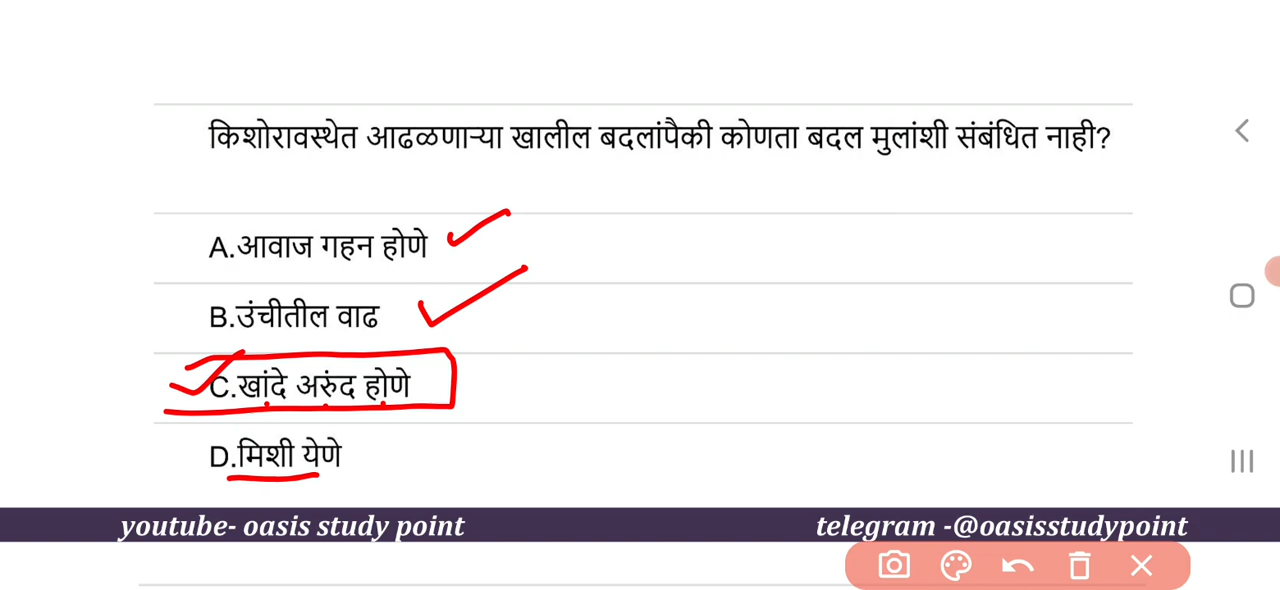 किशोरावस्थेत आढळणाऱ्या खालील बदलांपैकी कोणता बदल मुलांशी संबंधित नाही?
A.आवाज गहन होणे
B.उंचीतील वाढ
C.खांदे अरुंद होणे
D.मिशी येणे
youtube- oasis study point telegram -@oasisstudypoint